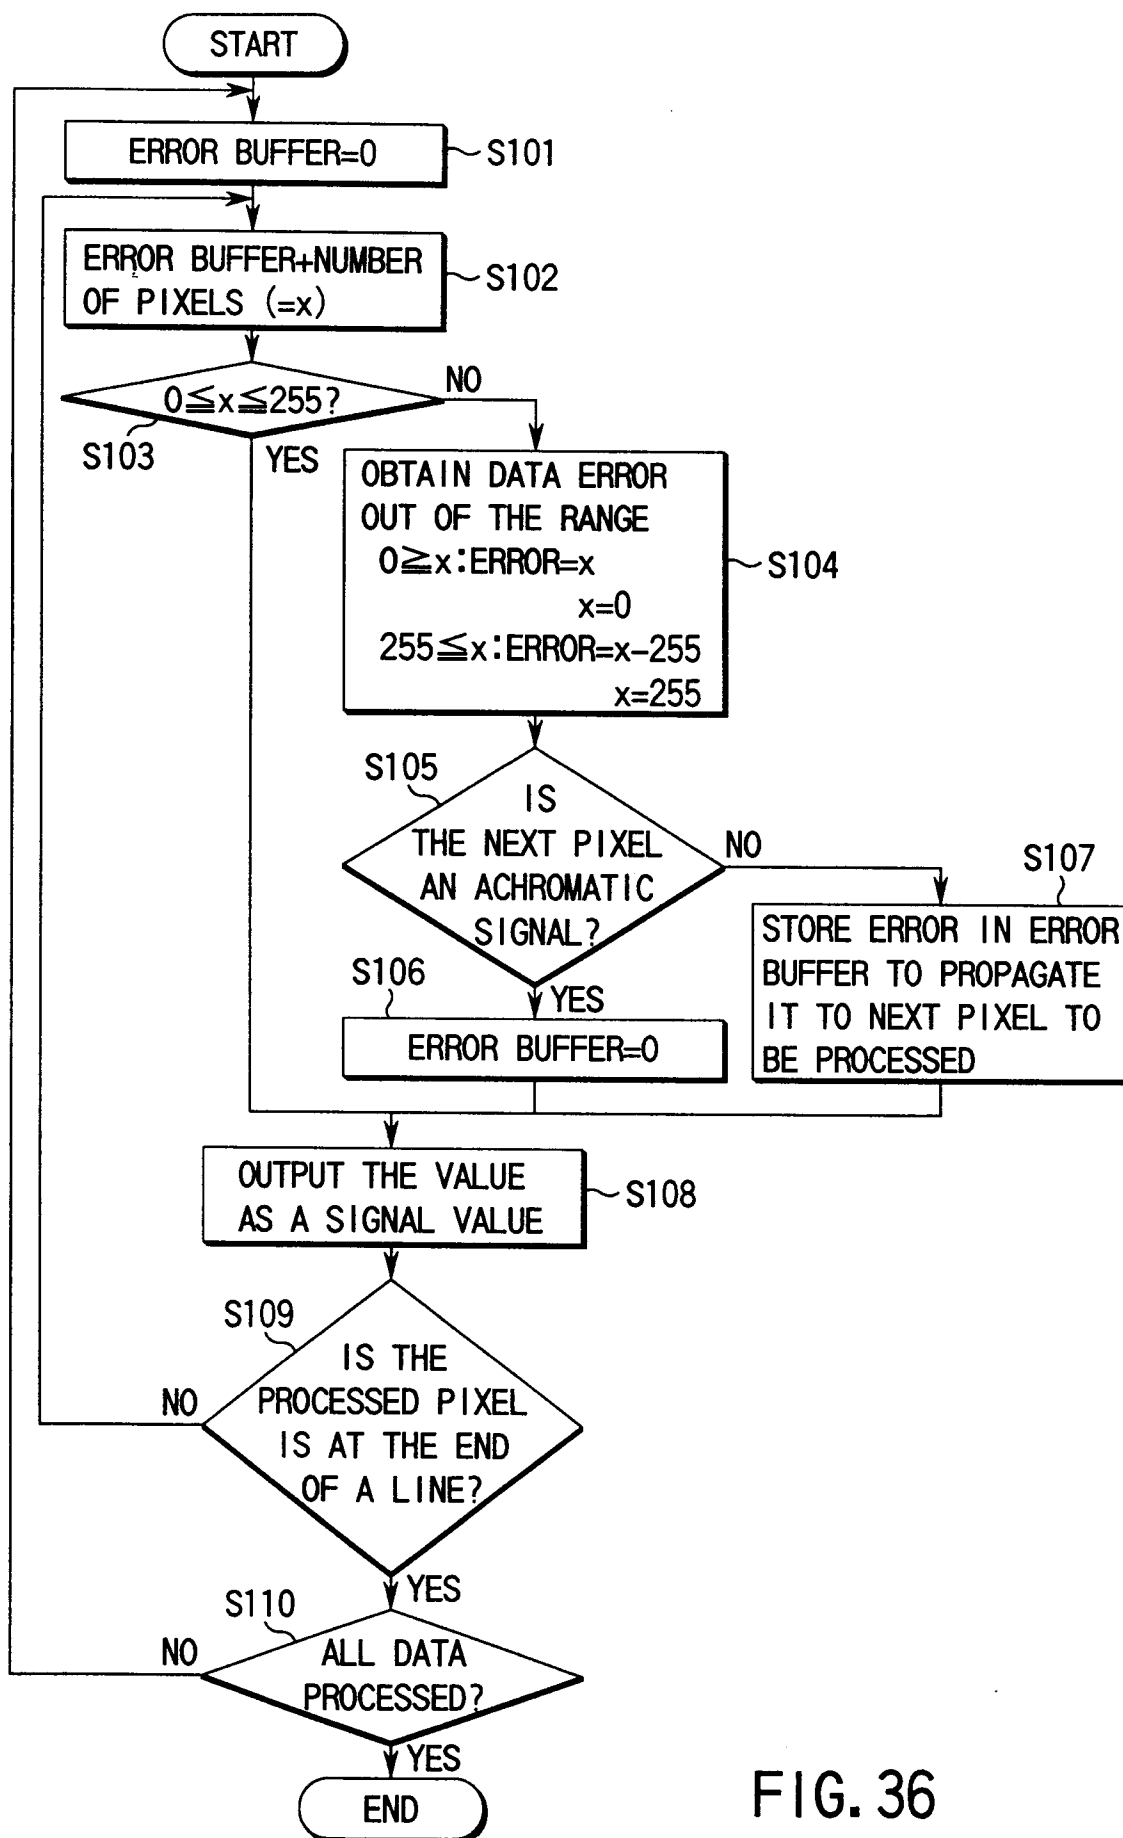 START
ERROR BUFFER=0
S101
ERROR BUFFER+NUMBER
OF PIXELS (=x)
S102
0≦x≦255?
NO
S103
YES
OBTAIN DATA ERROR
OUT OF THE RANGE
0≧x:ERROR=x
x=0
255≦x:ERROR=x-255
x=255
S104
S105
IS
THE NEXT PIXEL
AN ACHROMATIC
SIGNAL?
NO
S107
STORE ERROR IN ERROR
BUFFER TO PROPAGATE
IT TO NEXT PIXEL TO
BE PROCESSED
S106
YES
ERROR BUFFER=0
OUTPUT THE VALUE
AS A SIGNAL VALUE
S108
S109
IS THE
PROCESSED PIXEL
IS AT THE END
OF A LINE?
NO
YES
S110
ALL DATA
PROCESSED?
NO
YES
END
FIG. 36